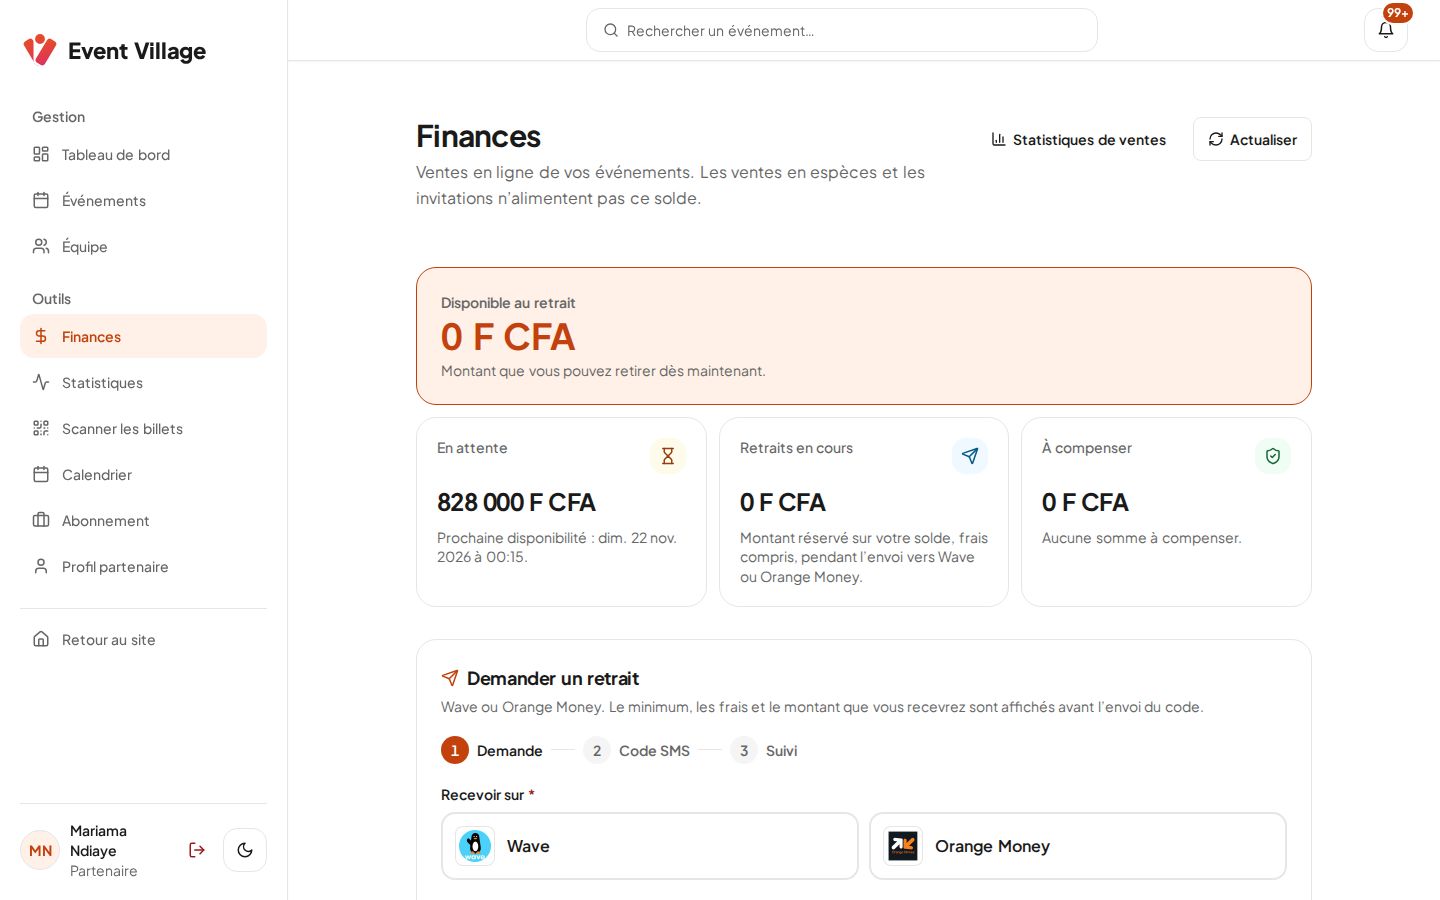 Event Village
Rechercher un événement…
99+
Gestion
Tableau de bord
Événements
Équipe
Outils
Finances
Statistiques
Scanner les billets
Calendrier
Abonnement
Profil partenaire
Retour au site
MN
Mariama
Ndiaye
Partenaire
Finances
Ventes en ligne de vos événements. Les ventes en espèces et les
invitations n’alimentent pas ce solde.
Statistiques de ventes
Actualiser
Disponible au retrait
0 F CFA
Montant que vous pouvez retirer dès maintenant.
En attente
828 000 F CFA
Prochaine disponibilité : dim. 22 nov.
2026 à 00:15.
Retraits en cours
0 F CFA
Montant réservé sur votre solde, frais
compris, pendant l’envoi vers Wave
ou Orange Money.
À compenser
0 F CFA
Aucune somme à compenser.
Demander un retrait
Wave ou Orange Money. Le minimum, les frais et le montant que vous recevrez sont affichés avant l’envoi du code.
1 Demande
2 Code SMS
3 Suivi
Recevoir sur *
wave
Wave
Orange Money
Orange Money